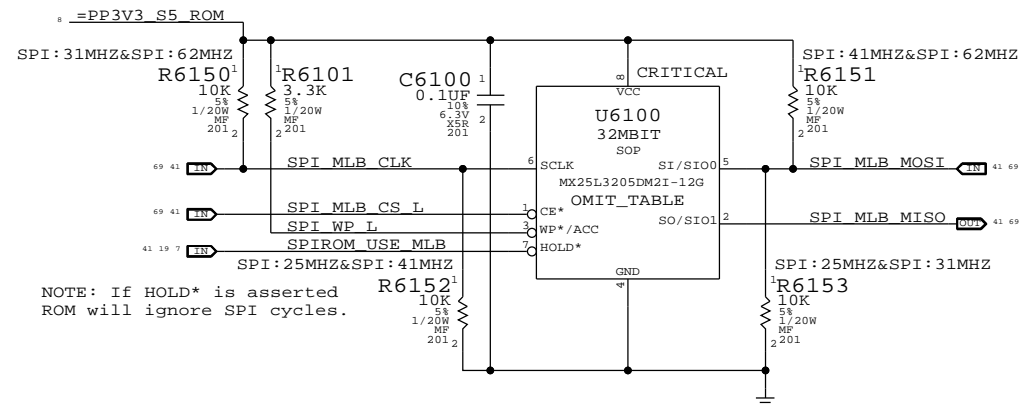 8 =PP3V3_S5_ROM
SPI:31MHZ&SPI:62MHZ
R6150 1
10K
5%
1/20W
MF
201 2
1 R6101
3.3K
5%
1/20W
MF
2 201
C6100 1
0.1UF
10%
6.3V
X5R
201 2
8
VCC
CRITICAL
U6100
32MBIT
SOP
MX25L3205DM2I-12G
OMIT_TABLE
SPI:41MHZ&SPI:62MHZ
1 R6151
10K
5%
1/20W
MF
2 201
69 41 IN SPI_MLB_CLK 6 SCLK
SI/SIO0 5 SPI_MLB_MOSI IN 41 69
69 41 IN SPI_MLB_CS_L 1 CE*
SPI_WP_L 3 WP*/ACC
SO/SIO1 2 SPI_MLB_MISO OUT 41 69
41 19 7 IN SPIROM_USE_MLB 7 HOLD*
GND
4
SPI:25MHZ&SPI:41MHZ
R6152 1
10K
5%
1/20W
MF
201 2
SPI:25MHZ&SPI:31MHZ
1 R6153
10K
5%
1/20W
MF
2 201
NOTE: If HOLD* is asserted
ROM will ignore SPI cycles.